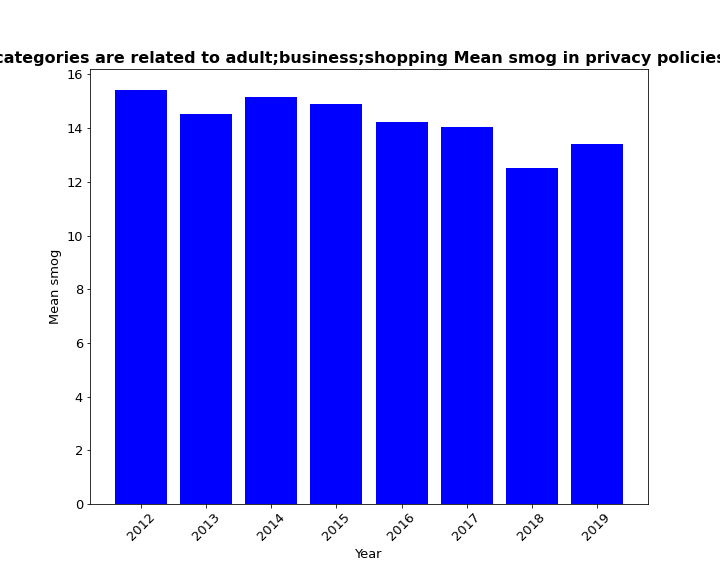 categories are related to adult;business;shopping Mean smog in privacy policies
16
14
12
10
8
6
4
2
0
Mean smog
2012 2013 2014 2015 2016 2017 2018 2019
Year